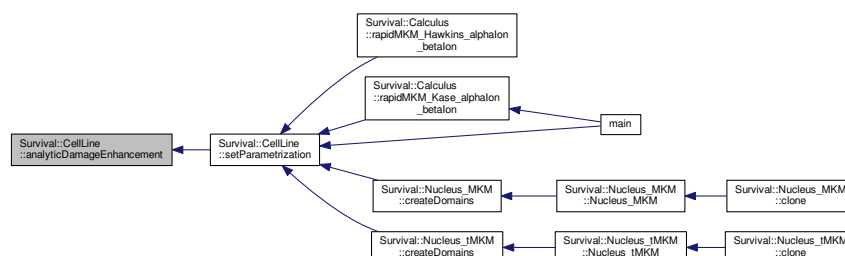 Survival::Calculus
::rapidMKM_Hawkins_alphaIon
_betaIon
Survival::Calculus
::rapidMKM_Kase_alphaIon
_betaIon
main
Survival::CellLine
::analyticDamageEnhancement
Survival::CellLine
::setParametrization
Survival::Nucleus_MKM
::createDomains
Survival::Nucleus_MKM
::Nucleus_MKM
Survival::Nucleus_MKM
::clone
Survival::Nucleus_tMKM
::createDomains
Survival::Nucleus_tMKM
::Nucleus_tMKM
Survival::Nucleus_tMKM
::clone